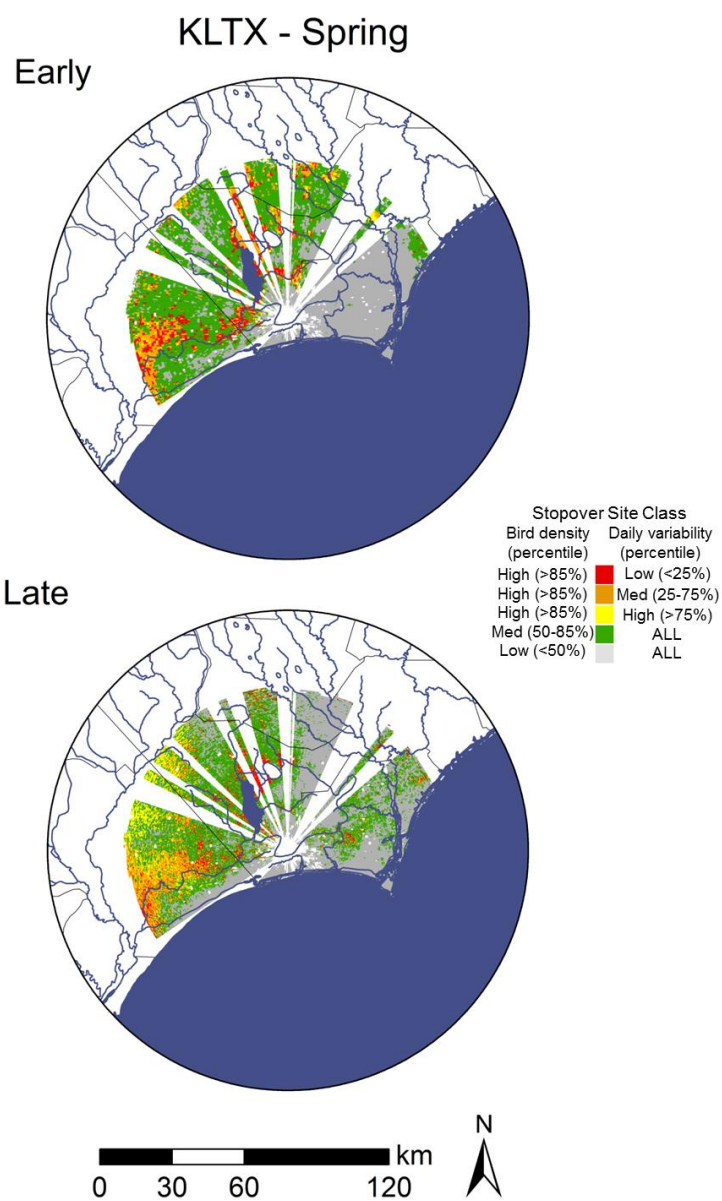 KLTX - Spring
Early
Stopover Site Class
Bird density Daily variability
(percentile) (percentile)
High (>85%) Low (<25%)
High (>85%) Med (25-75%)
High (>85%) High (>75%)
Med (50-85%) ALL
Low (<50%) ALL
Late
N
km
0 30 60 120